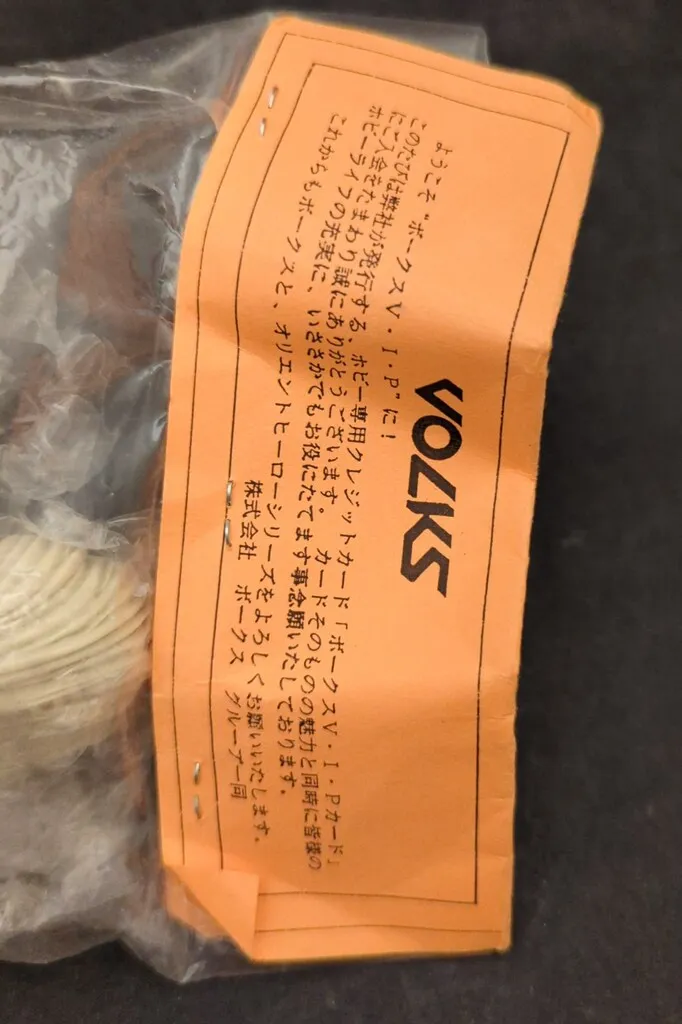 VOLKS
ようこそ“ボークスV・I・P”に！
このたびは弊社が発行する、ホビー専用クレジットカード「ボークスV・I・Pカード」
にご入会をたまわり誠にありがとうございます。カードそのものの魅力と同時に皆様の
ホビーライフの充実に、いささかでもお役にたてます事念願いたしております。
これからもボークスと、オリエントヒーローシリーズをよろしくお願いいたします。
株式会社 ボークス グループ一同